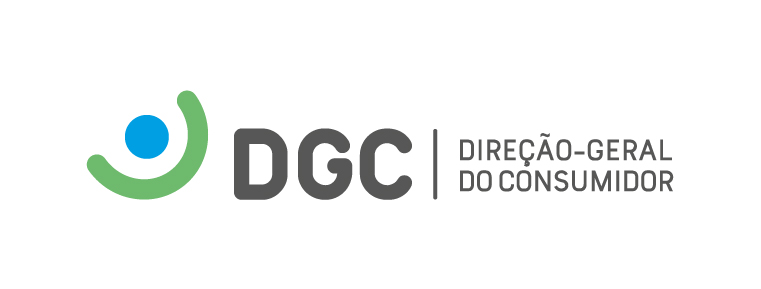 DGC
DIREÇÃO-GERAL
DO CONSUMIDOR